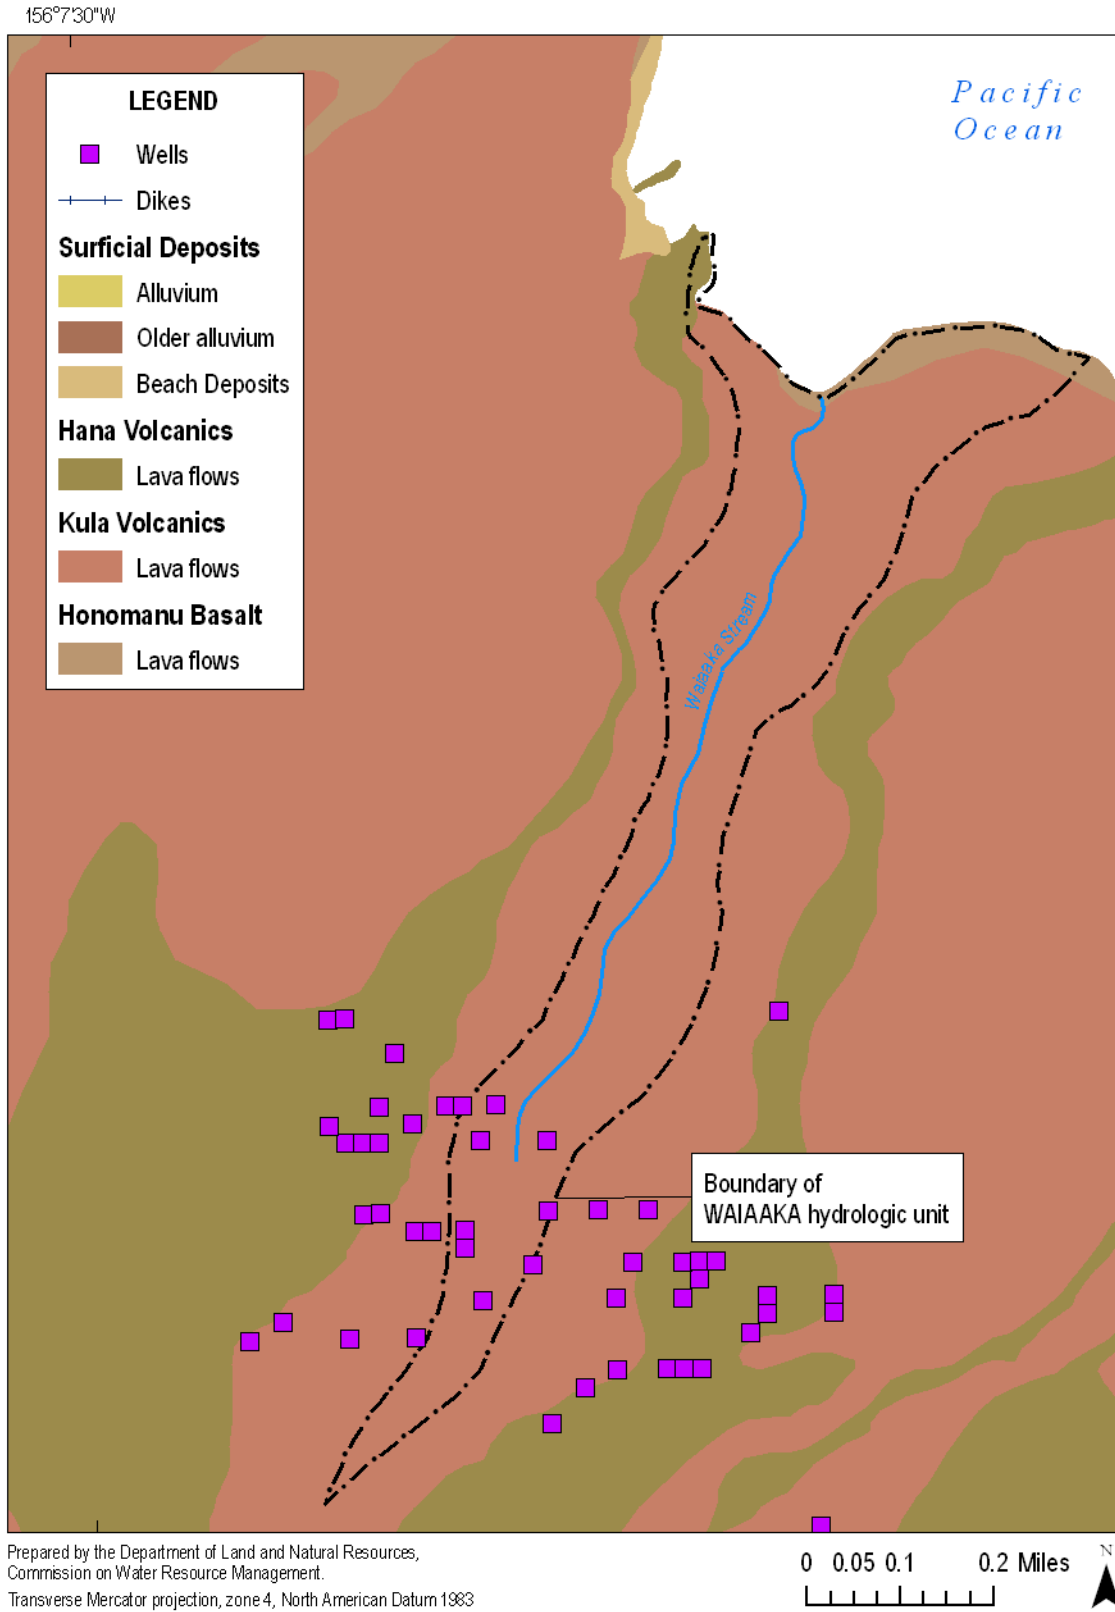 156°7'30"W
Pacific
Ocean
LEGEND
Wells
Dikes
Surficial Deposits
Alluvium
Older alluvium
Beach Deposits
Hana Volcanics
Lava flows
Kula Volcanics
Lava flows
Honomanu Basalt
Lava flows
Waiaaka Stream
Boundary of
WAIAAKA hydrologic unit
Prepared by the Department of Land and Natural Resources,
Commission on Water Resource Management.
Transverse Mercator projection, zone 4, North American Datum 1983
0 0.05 0.1 0.2 Miles
N